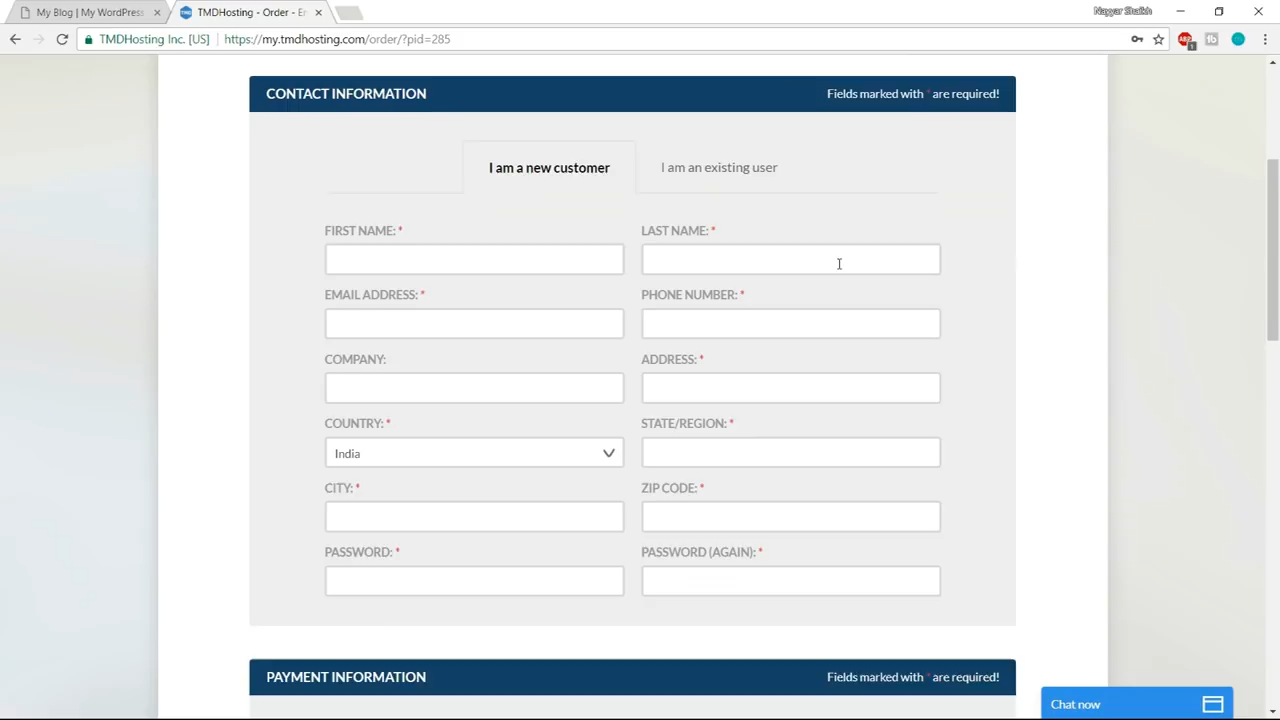 My Blog | My WordPress
TMDHosting - Order - En
Nayyar Shaikh
TMDHosting Inc. [US]
https://my.tmdhosting.com/order/?pid=285
CONTACT INFORMATION
Fields marked with * are required!
I am a new customer
I am an existing user
FIRST NAME: *
LAST NAME: *
EMAIL ADDRESS: *
PHONE NUMBER: *
COMPANY:
ADDRESS: *
COUNTRY: *
STATE/REGION: *
India
CITY: *
ZIP CODE: *
PASSWORD: *
PASSWORD (AGAIN): *
PAYMENT INFORMATION
Fields marked with * are required!
Chat now